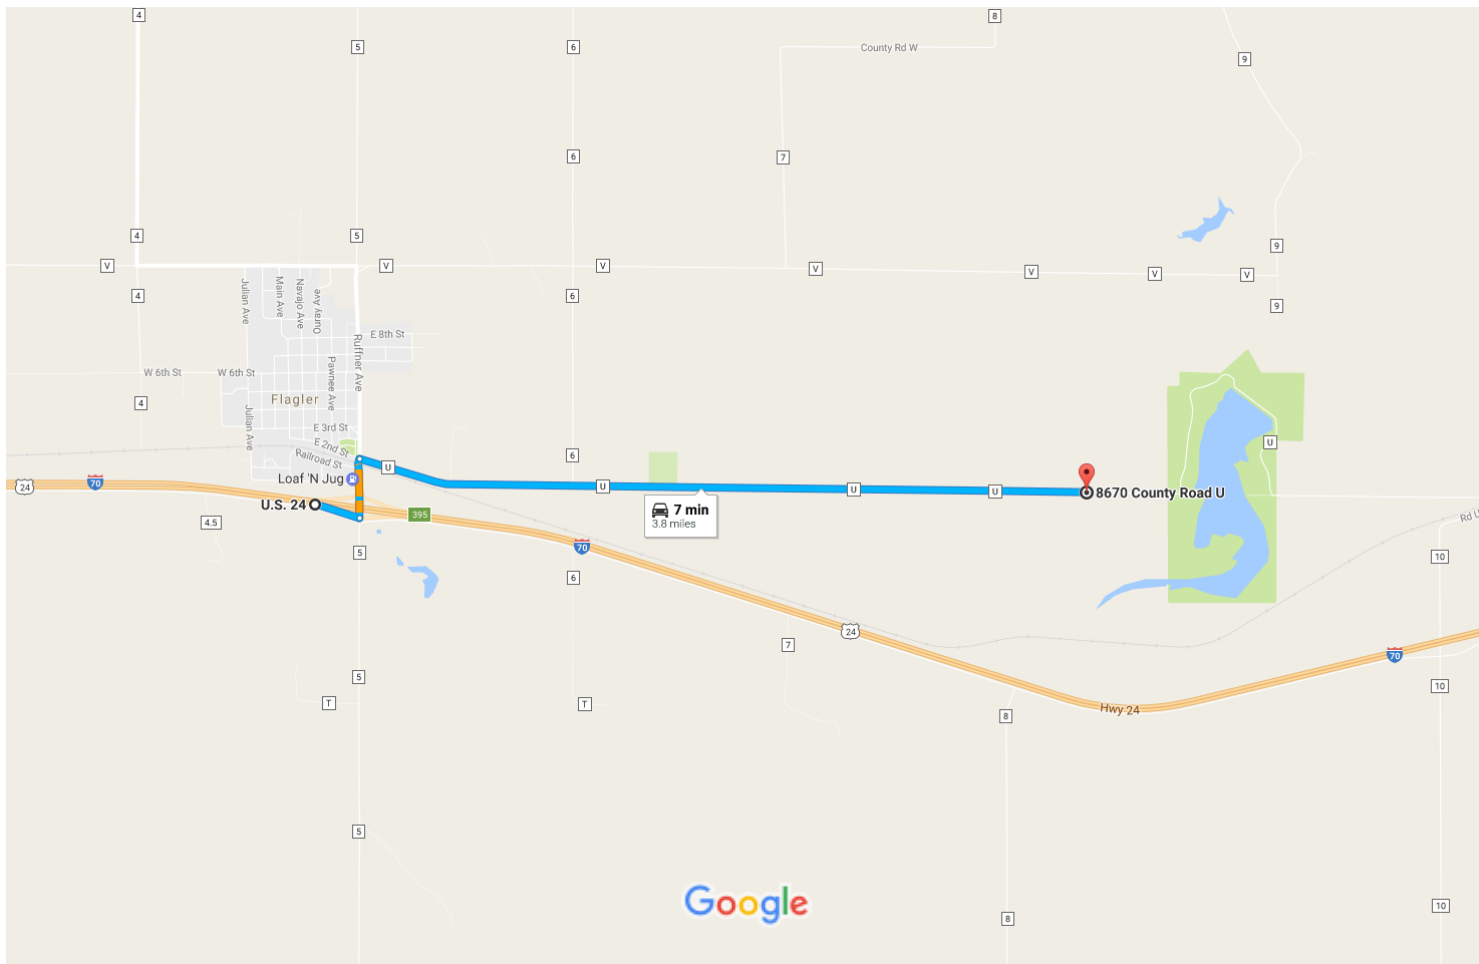 4
5
6
8
County Rd W
9
6
7
4
5
9
V
V
V
V
V
V
V
4
6
9
Julian Ave
Main Ave
Navajo Ave
Ouray Ave
E 8th St
Ruffner Ave
Pawnee Ave
W 6th St
W 6th St
Flagler
4
Julian Ave
E 3rd St
E 2nd St
Railroad St
6
U
U
Loaf 'N Jug
70
24
U
U
U
8670 County Road U
U.S. 24
395
7 min
3.8 miles
4.5
Rd U
5
70
6
10
24
7
70
5
T
T
8
Hwy 24
10
5
Google
8
10